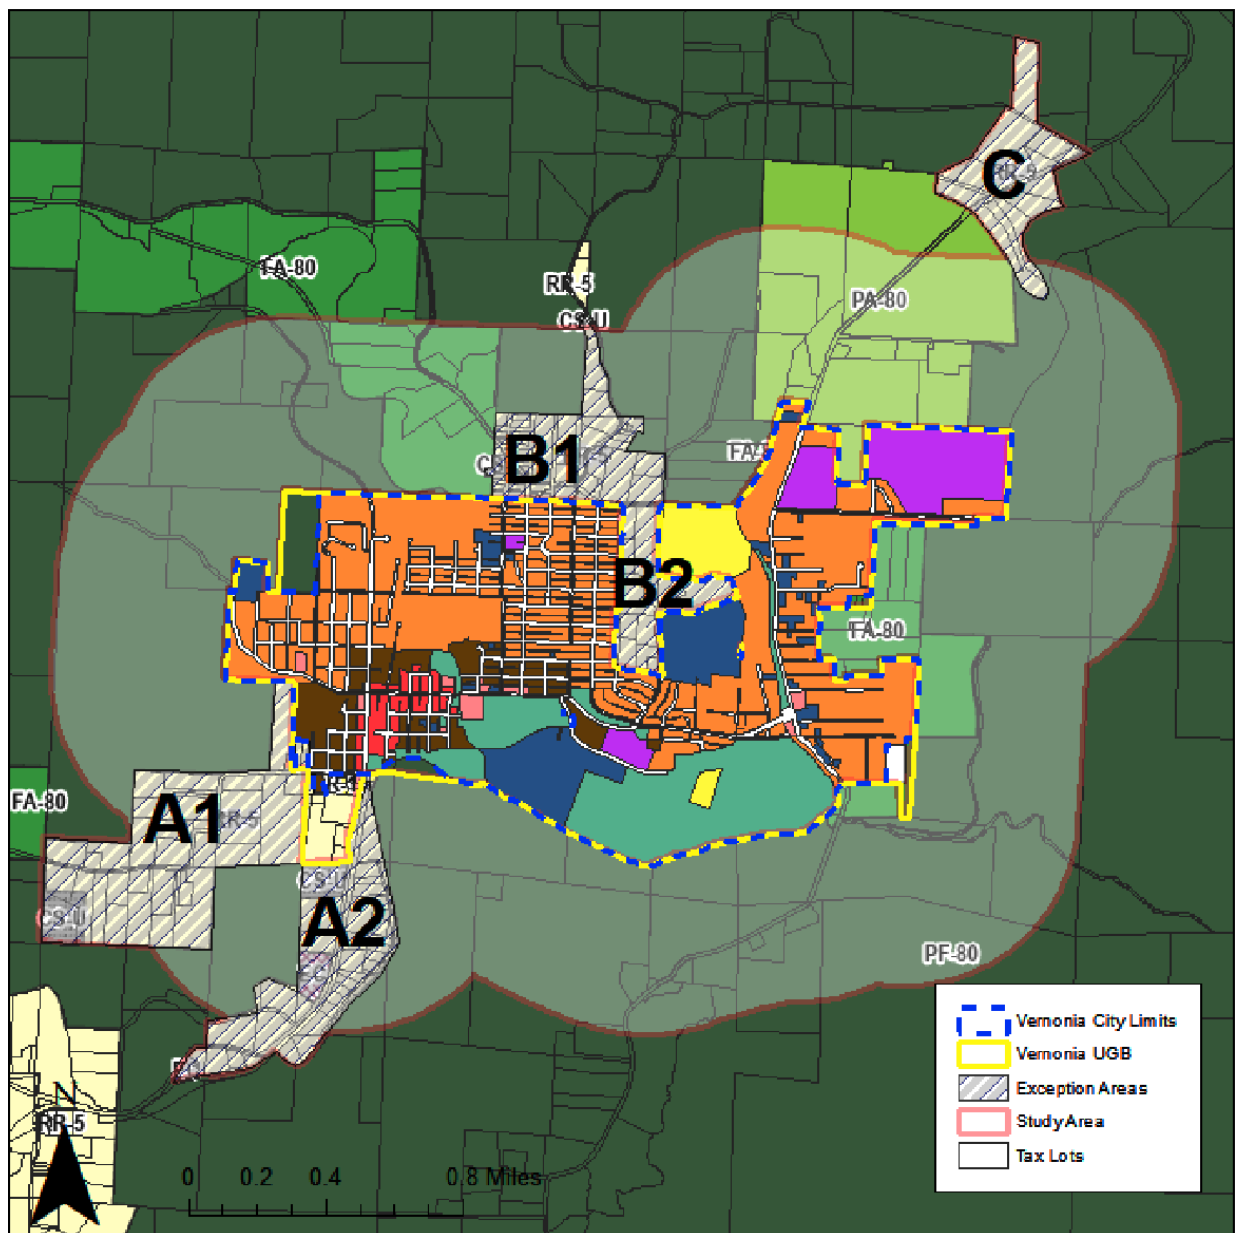 C
FA-80
RR-5
CS-U
PA-80
B1
B2
FA-80
FA-80
A1
RR-5
CS-U
CS-U
A2
PF-80
N
RR-5
0 0.2 0.4 0.8 Miles
Vernonia City Limits
Vernonia UGB
Exception Areas
Study Area
Tax Lots